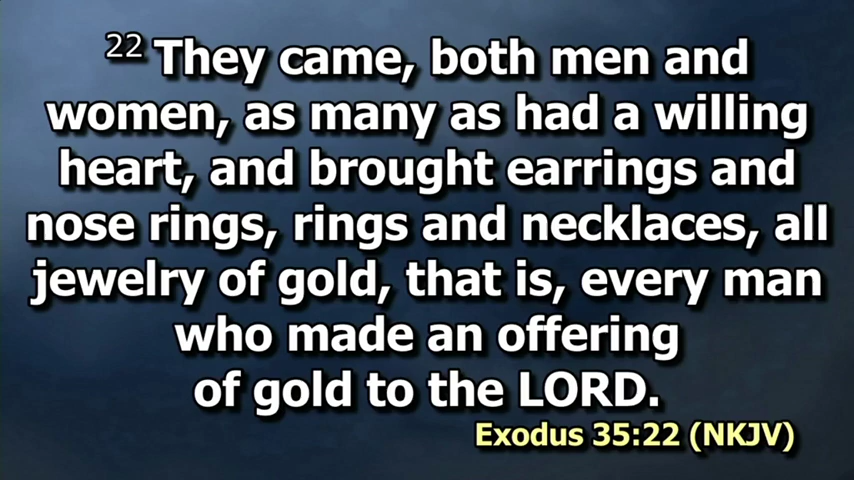 22 They came, both men and
women, as many as had a willing
heart, and brought earrings and
nose rings, rings and necklaces, all
jewelry of gold, that is, every man
who made an offering
of gold to the LORD.
Exodus 35:22 (NKJV)